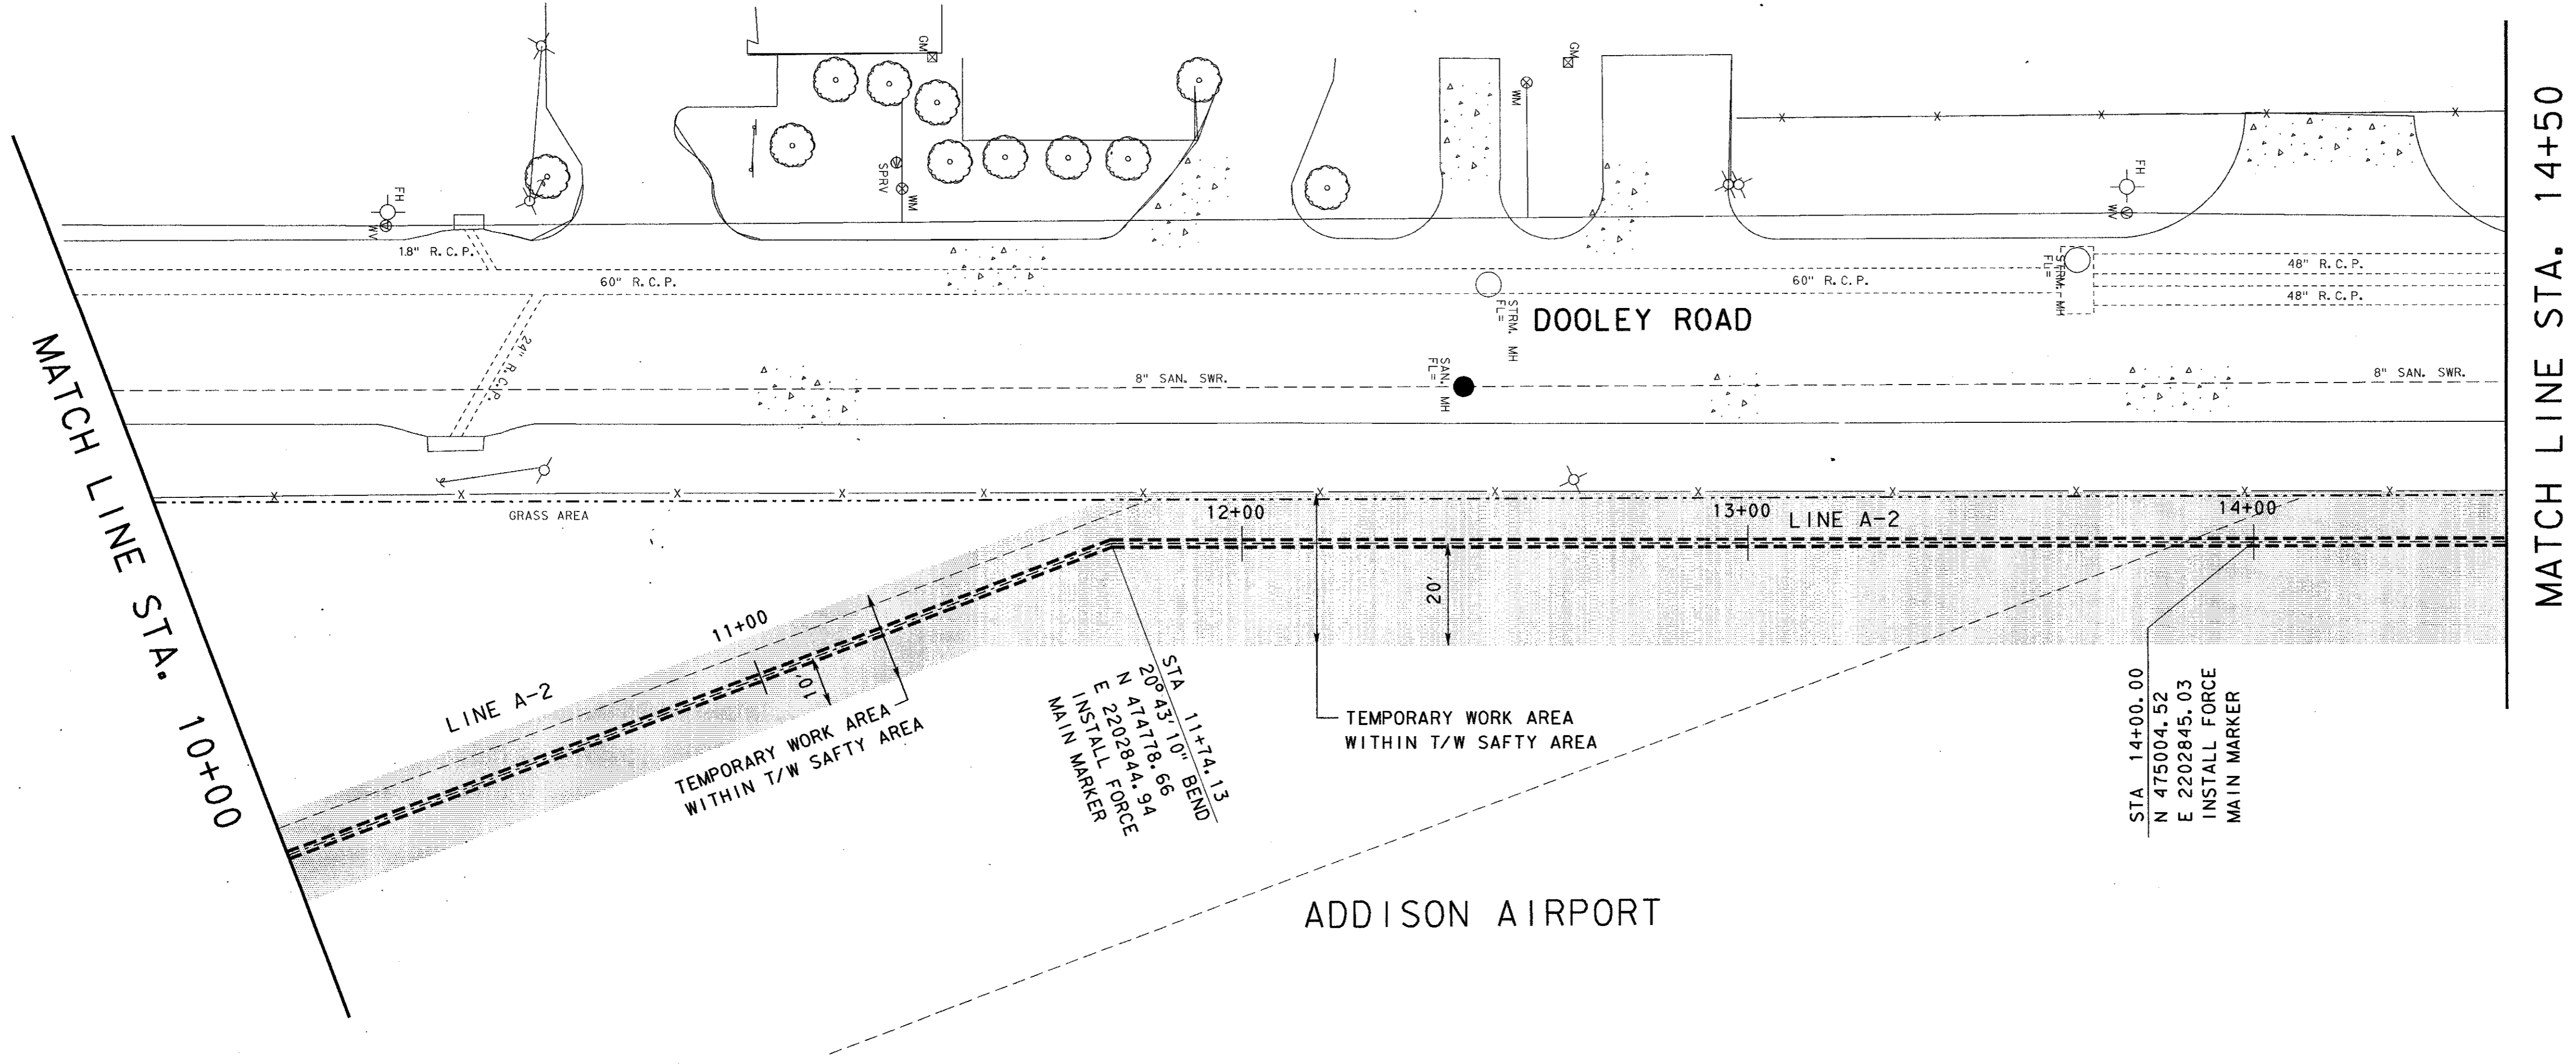 GM
GM
WM
SPRV
WM
FH
WV
FH
WV
18" R.C.P.
60" R.C.P.
60" R.C.P.
48" R.C.P.
48" R.C.P.
STRM. MH
FL=
STRM. MH
FL=
DOOLEY ROAD
24" R.C.P.
8" SAN. SWR.
SAN. MH
FL=
8" SAN. SWR.
MATCH LINE STA. 10+00
MATCH LINE STA. 14+50
GRASS AREA
12+00
13+00
LINE A-2
14+00
20'
11+00
LINE A-2
10'
TEMPORARY WORK AREA
WITHIN T/W SAFTY AREA
STA 11+74.13
20°43'10" BEND
N 474778.66
E 2202844.94
INSTALL FORCE
MAIN MARKER
TEMPORARY WORK AREA
WITHIN T/W SAFTY AREA
STA 14+00.00
N 475004.52
E 2202845.03
INSTALL FORCE
MAIN MARKER
ADDISON AIRPORT